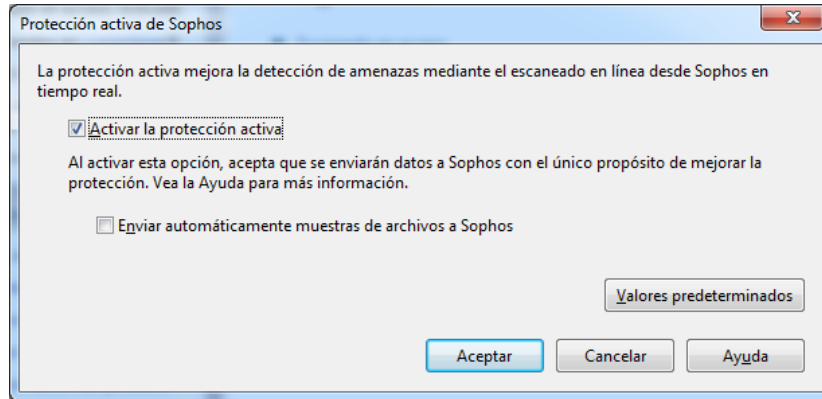 Protección activa de Sophos
La protección activa mejora la detección de amenazas mediante el escaneado en línea desde Sophos en
tiempo real.
Activar la protección activa
Al activar esta opción, acepta que se enviarán datos a Sophos con el único propósito de mejorar la
protección. Vea la Ayuda para más información.
Enviar automáticamente muestras de archivos a Sophos
Valores predeterminados
Aceptar Cancelar Ayuda